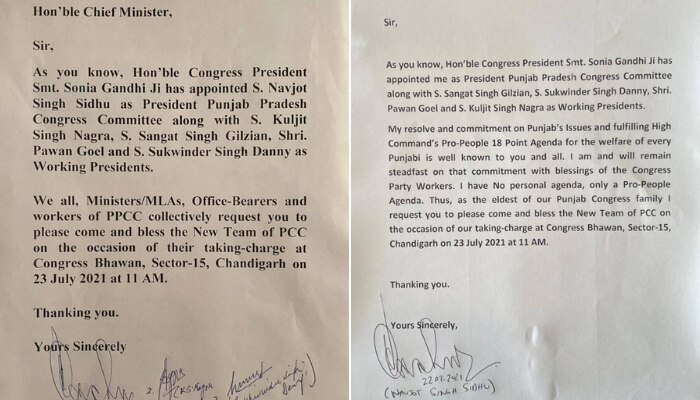 Hon'ble Chief Minister,
Sir,
As you know, Hon'ble Congress President
Smt. Sonia Gandhi Ji has appointed S. Navjot
Singh Sidhu as President Punjab Pradesh
Congress Committee along with S. Kuljit
Singh Nagra, S. Sangat Singh Gilzian, Shri.
Pawan Goel and S. Sukwinder Singh Danny as
Working Presidents.
We all, Ministers/MLAs, Office-Bearers and
workers of PPCC collectively request you to
please come and bless the New Team of PCC
on the occasion of their taking-charge at
Congress Bhawan, Sector-15, Chandigarh on
23 July 2021 at 11 AM.
Thanking you.
Yours Sincerely
2.
Sir,
As you know, Hon'ble Congress President Smt. Sonia Gandhi Ji has
appointed me as President Punjab Pradesh Congress Committee
along with S. Sangat Singh Gilzian, S. Sukwinder Singh Danny, Shri.
Pawan Goel and S. Kuljit Singh Nagra as Working Presidents.
My resolve and commitment on Punjab's Issues and fulfilling High
Command's Pro-People 18 Point Agenda for the welfare of every
Punjabi is well known to you and all. I am and will remain
steadfast on that commitment with blessings of the Congress
Party Workers. I have No personal agenda, only a Pro-People
Agenda. Thus, as the eldest of our Punjab Congress family I
request you to please come and bless the New Team of PCC on
the occasion of our taking-charge at Congress Bhawan, Sector-15,
Chandigarh on 23 July 2021 at 11 AM.
Thanking you.
Yours Sincerely,
22.07.2021
(NAVJOT SINGH SIDHU)